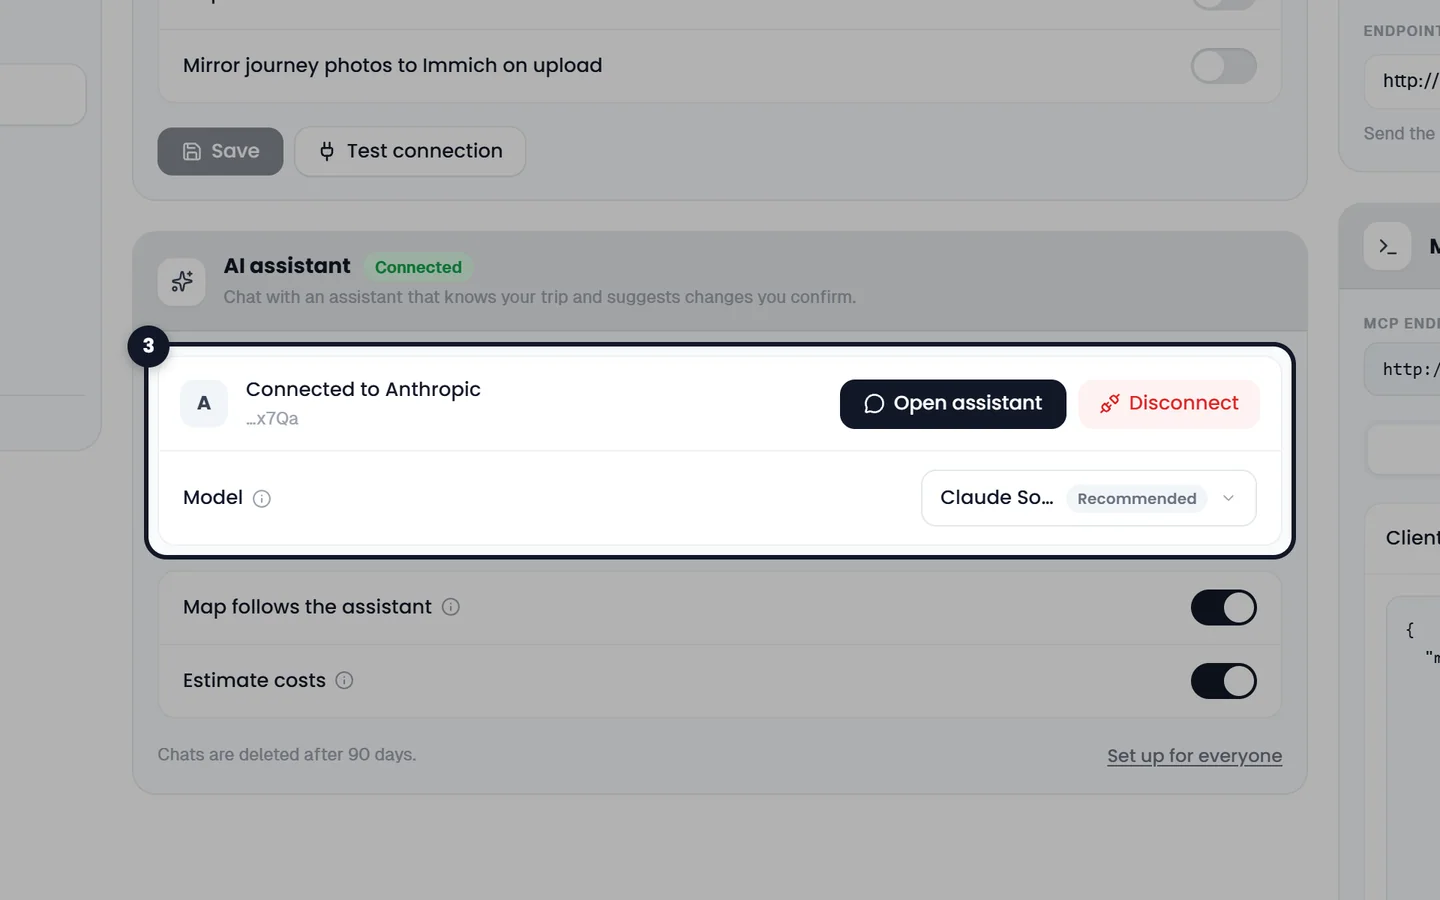 Mirror journey photos to Immich on upload
Save
Test connection
AI assistant
Connected
Chat with an assistant that knows your trip and suggests changes you confirm.
3
A
Connected to Anthropic
...x7Qa
Open assistant
Disconnect
Model
Claude So...
Recommended
Map follows the assistant
Estimate costs
Chats are deleted after 90 days.
Set up for everyone
ENDPOINT
http://
Send the
MCP
http:/
Client
{
"m